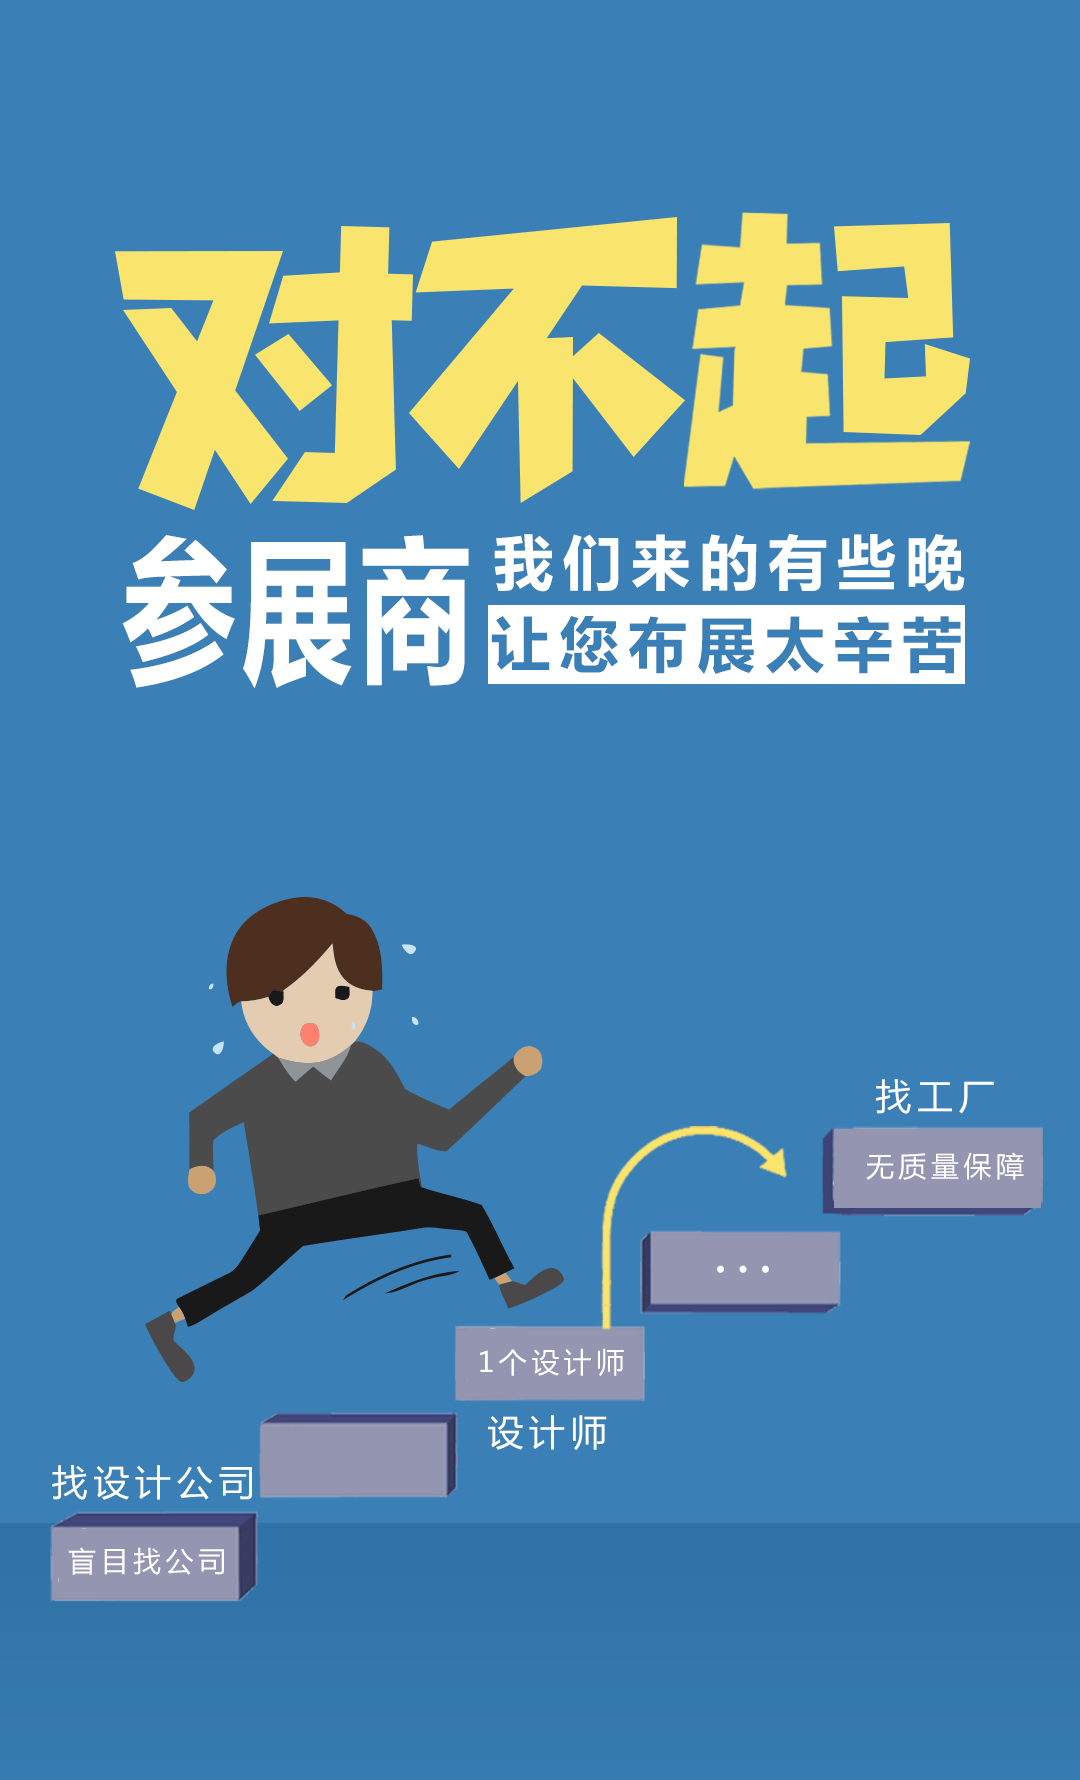 对不起
参展商
我们来的有些晚
让您布展太辛苦
找工厂
无质量保障
···
1个设计师
设计师
找设计公司
盲目找公司